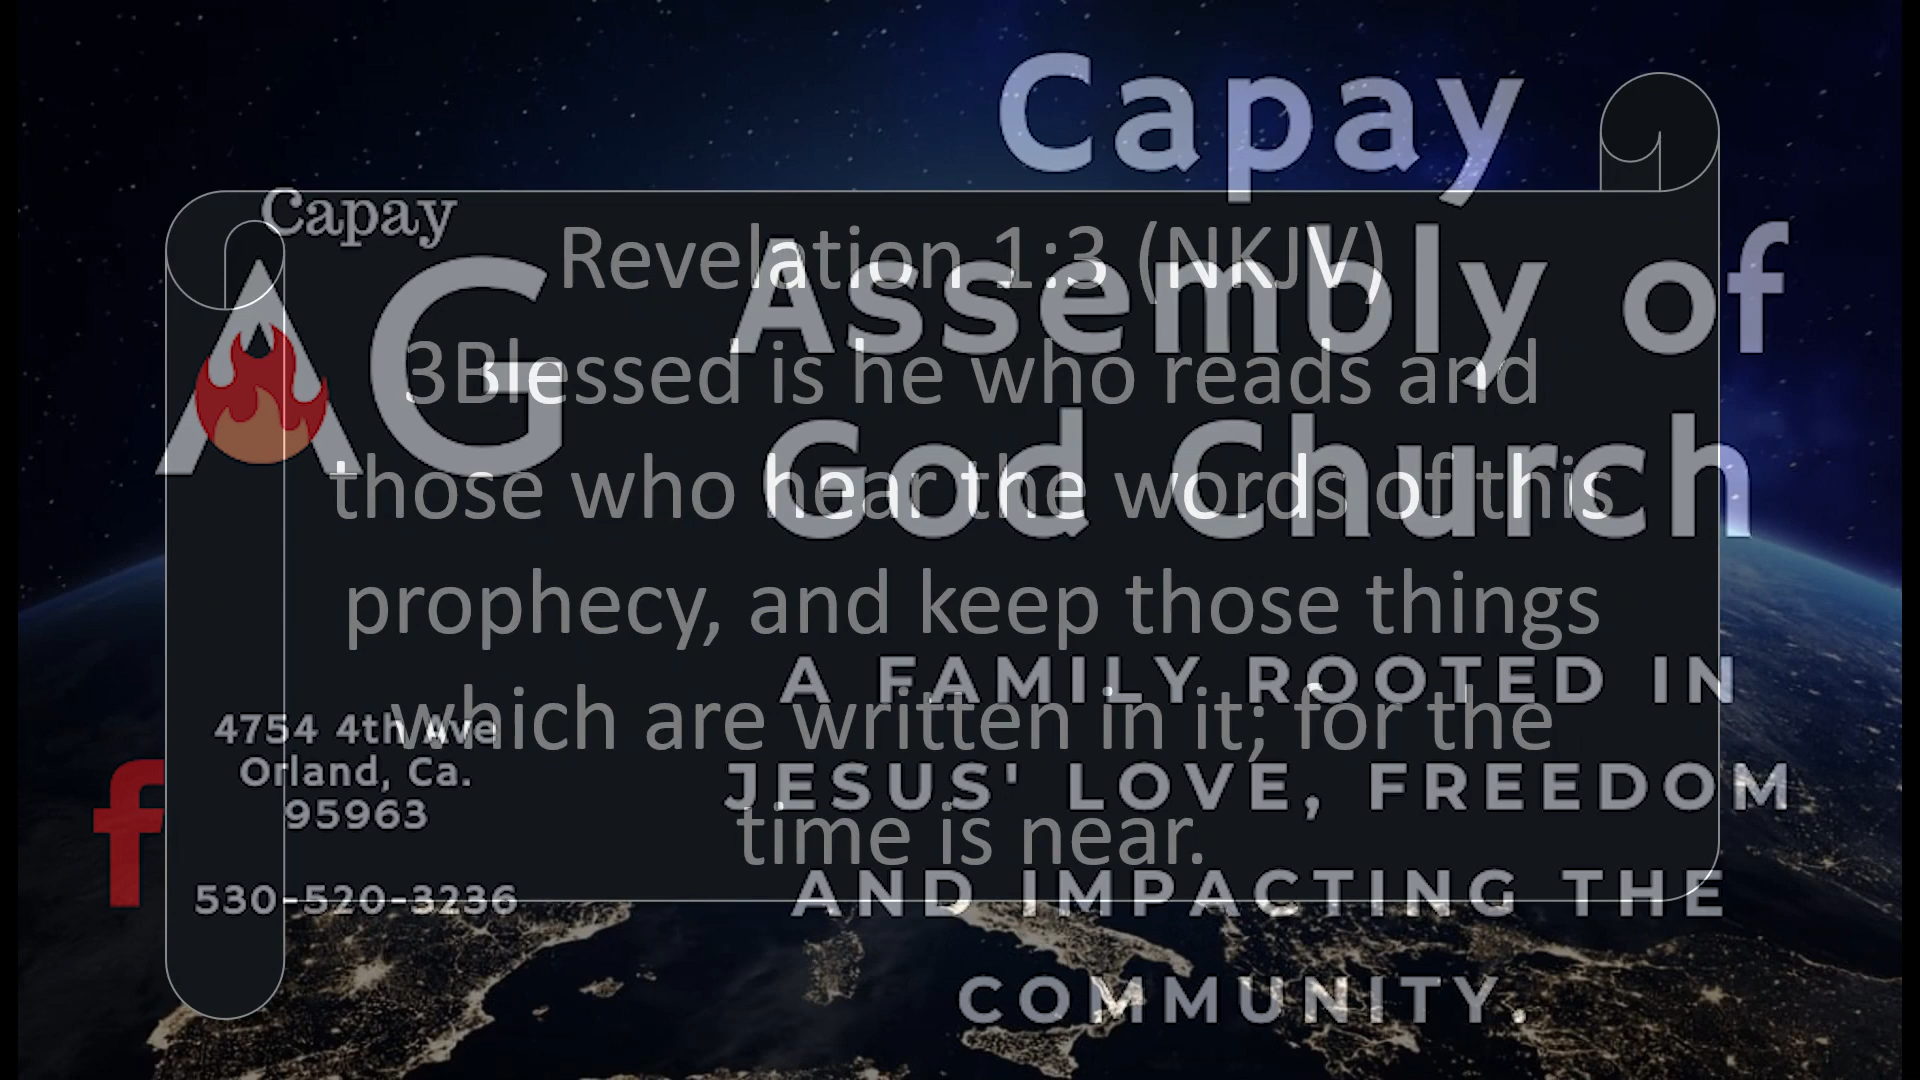 Capay
Assembly of
God Church
A FAMILY ROOTED IN
JESUS' LOVE, FREEDOM
AND IMPACTING THE
COMMUNITY.
Capay
AG
4754 4th Ave
Orland, Ca.
95963
530-520-3236
f
Revelation 1:3 (NKJV)
3Blessed is he who reads and
those who hear the words of this
prophecy, and keep those things
which are written in it; for the
time is near.